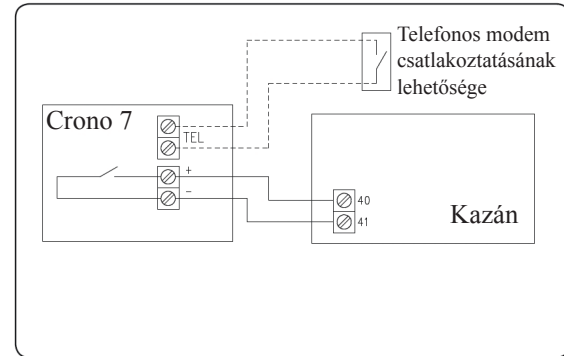 Telefonos modem
csatlakoztatásának
lehetősége
Crono 7
TEL
+
−
40
41
Kazán